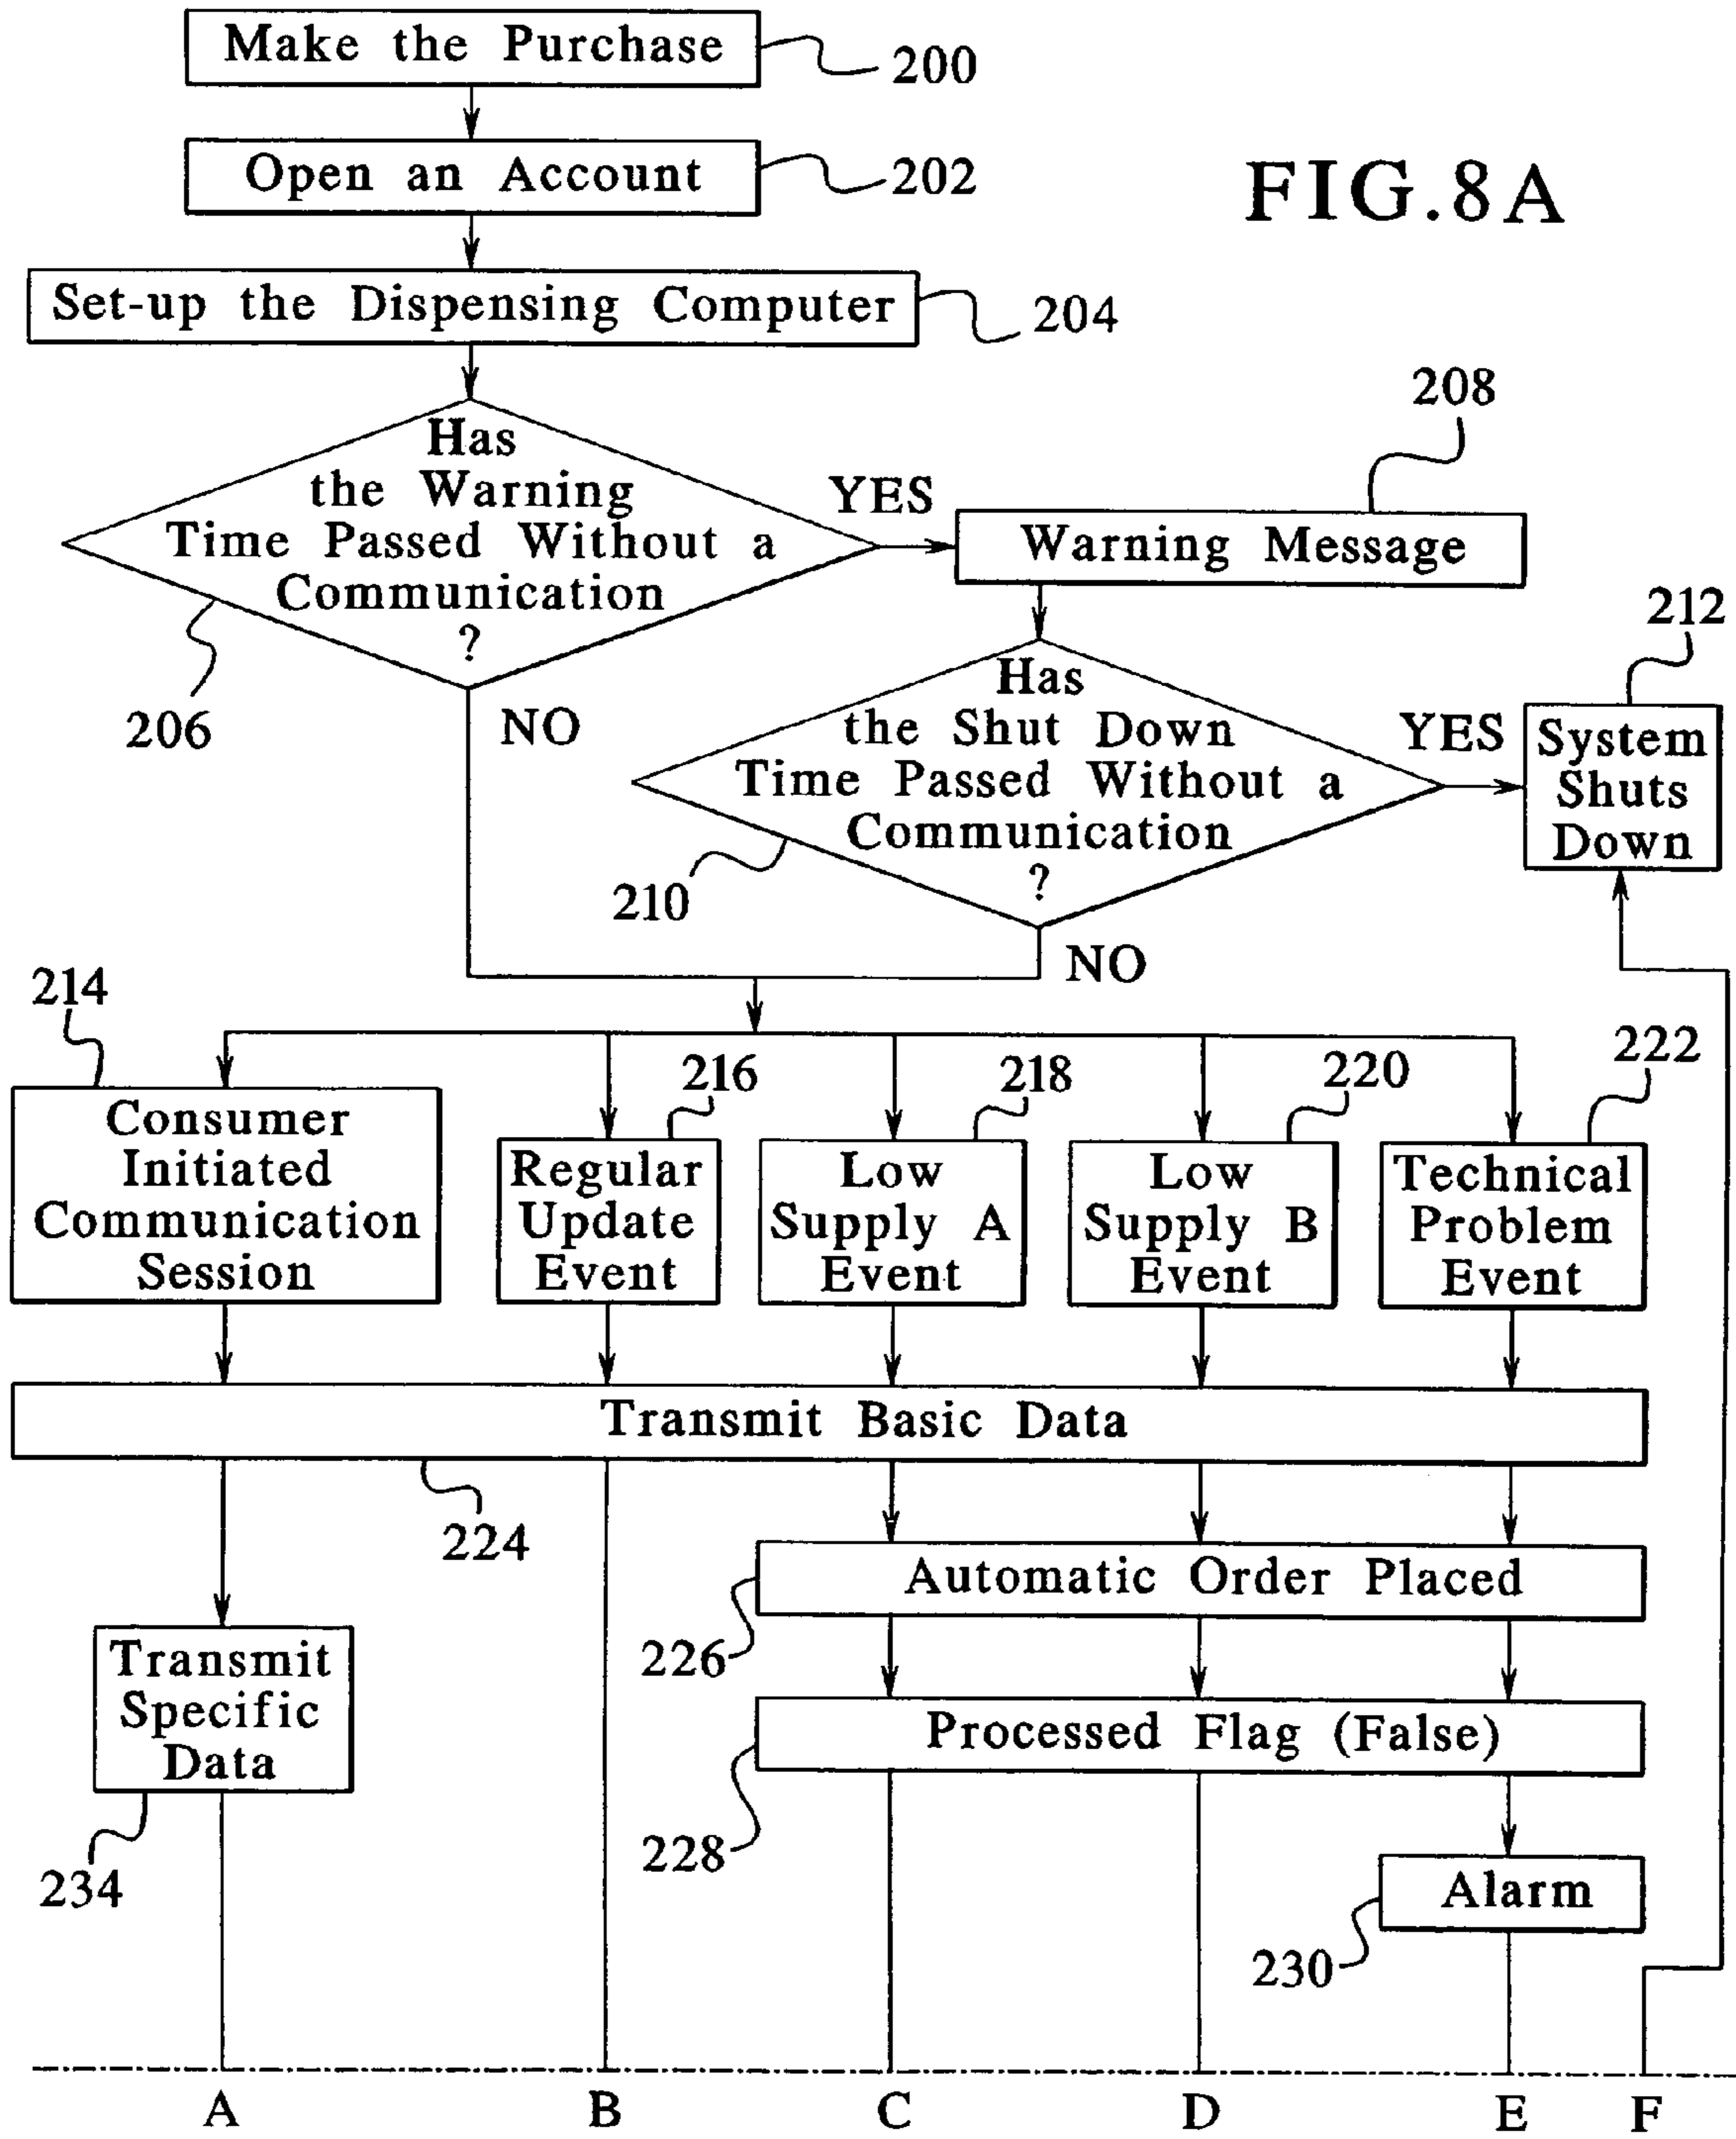 Make the Purchase
200
Open an Account
202
FIG.8A
Set-up the Dispensing Computer
204
208
Has
the Warning
Time Passed Without a
Communication
?
YES
Warning Message
206
NO
212
Has
the Shut Down
Time Passed Without a
Communication
?
YES
System
Shuts
Down
210
NO
214
216
218
220
222
Consumer
Initiated
Communication
Session
Regular
Update
Event
Low
Supply A
Event
Low
Supply B
Event
Technical
Problem
Event
Transmit Basic Data
224
Automatic Order Placed
226
Transmit
Specific
Data
Processed Flag (False)
228
234
Alarm
230
A
B
C
D
E
F